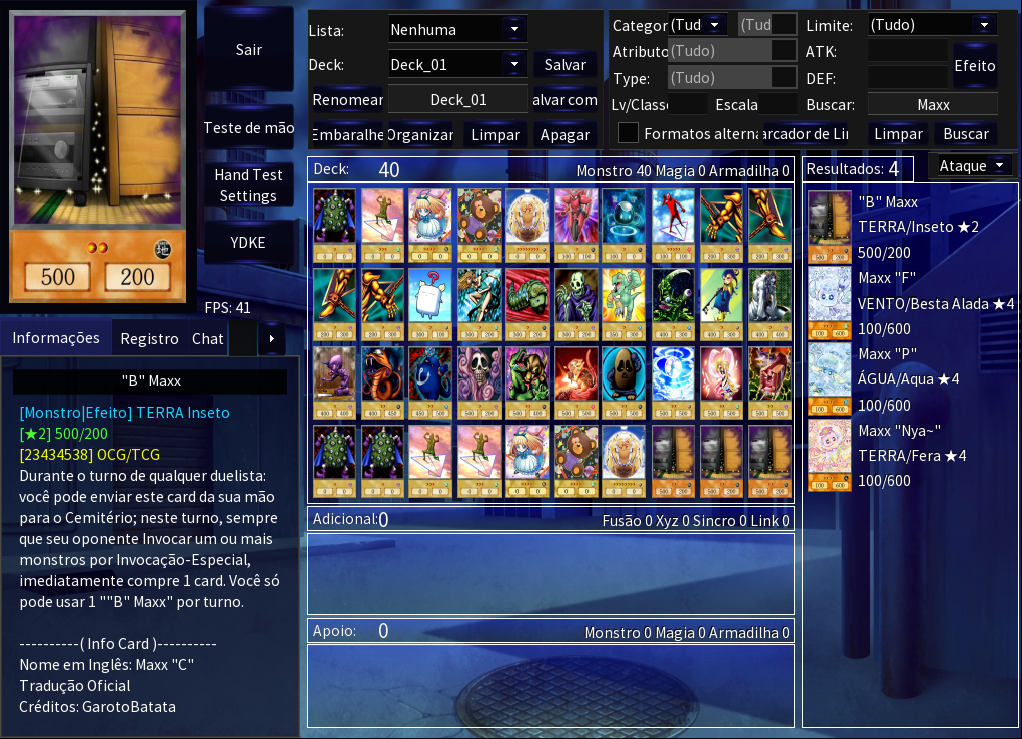 500
200
Sair
Teste de mão
Hand Test
Settings
YDKE
FPS: 41
Lista:
Nenhuma
Deck:
Deck_01
Salvar
Renomear
Deck_01
alvar com
Embaralhe
Organizar
Limpar
Apagar
Categor
(Tud
(Tud
Limite:
(Tudo)
Atributo
(Tudo)
ATK:
Efeito
Type:
(Tudo)
DEF:
Lv/Classe
Escala
Buscar:
Maxx
Formatos alterna
arcador de Li
Limpar
Buscar
Informações
Registro
Chat
"B" Maxx
[Monstro|Efeito] TERRA Inseto
[★2] 500/200
[23434538] OCG/TCG
Durante o turno de qualquer duelista:
você pode enviar este card da sua mão
para o Cemitério; neste turno, sempre
que seu oponente Invocar um ou mais
monstros por Invocação-Especial,
imediatamente compre 1 card. Você só
pode usar 1 ""B" Maxx" por turno.
----------( Info Card )----------
Nome em Inglês: Maxx "C"
Tradução Oficial
Créditos: GarotoBatata
Deck: 40
Monstro 40 Magia 0 Armadilha 0
Adicional:0
Fusão 0 Xyz 0 Sincro 0 Link 0
Apoio: 0
Monstro 0 Magia 0 Armadilha 0
Resultados: 4
Ataque
"B" Maxx
TERRA/Inseto ★2
500/200
Maxx "F"
VENTO/Besta Alada ★4
100/600
Maxx "P"
ÁGUA/Aqua ★4
100/600
Maxx "Nya~"
TERRA/Fera ★4
100/600